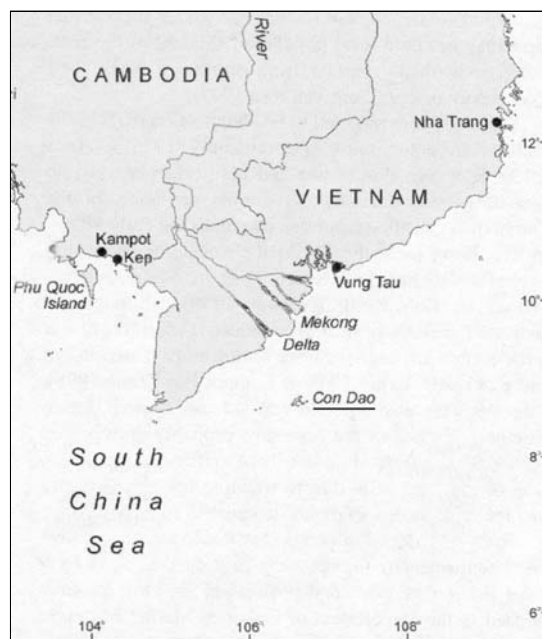 River
CAMBODIA
Nha Trang
12°
VIETNAM
Kampot
Kep
Phu Quoc
Island
Vung Tau
10°
Mekong
Delta
Con Dao
8°
South
China
Sea
6°
104°
106°
108°